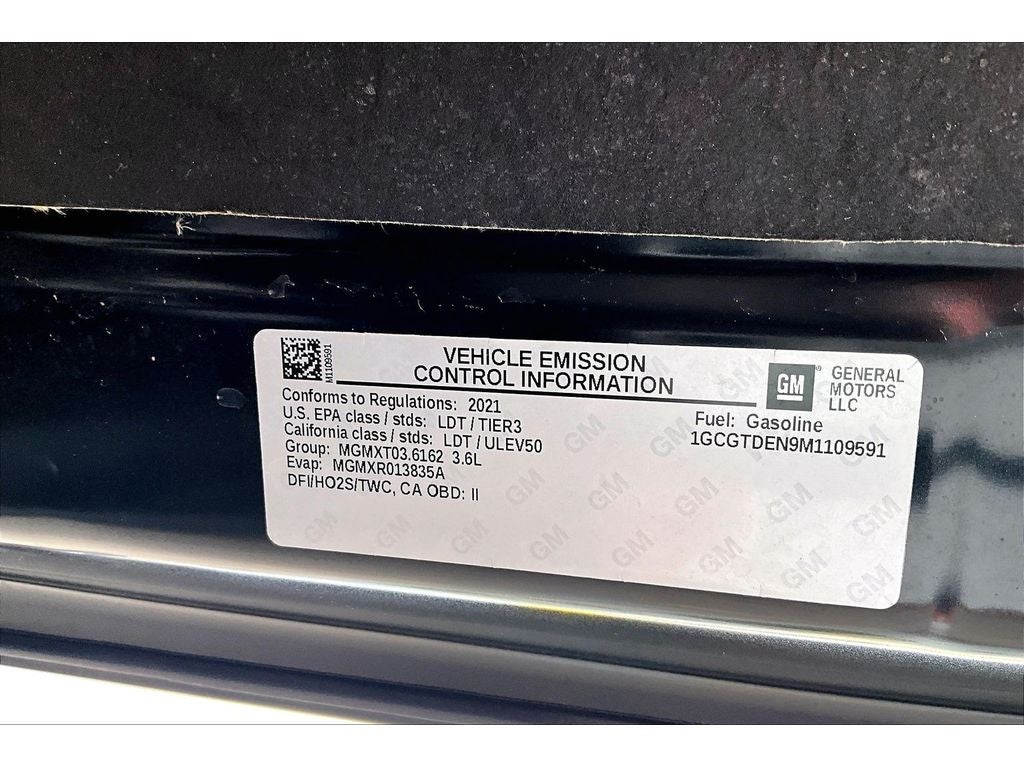 M1109591
VEHICLE EMISSION
CONTROL INFORMATION
GM
GENERAL
MOTORS
LLC
Conforms to Regulations: 2021
U.S. EPA class / stds: LDT / TIER3
California class / stds: LDT / ULEV50
Group: MGMXT03.6162 3.6L
Evap: MGMXR013835A
DFI/HO2S/TWC, CA OBD: II
Fuel: Gasoline
1GCGTDEN9M1109591